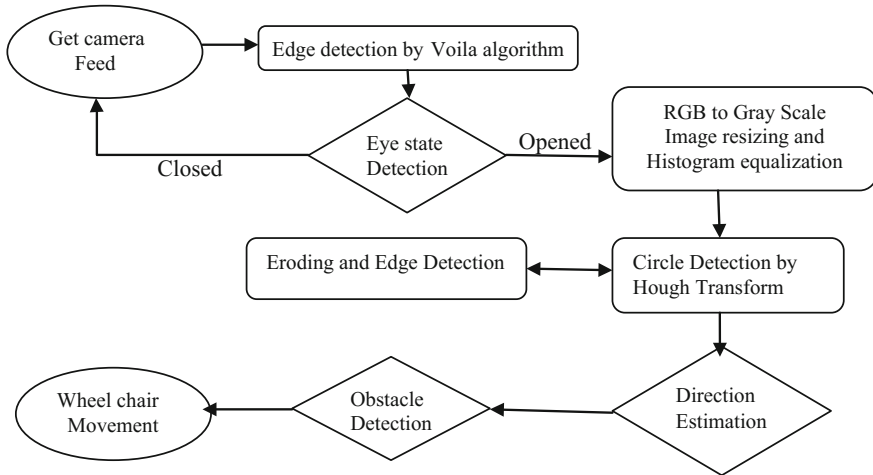 Get camera
Feed
Edge detection by Voila algorithm
Eye state
Detection
Closed
Opened
RGB to Gray Scale
Image resizing and
Histogram equalization
Eroding and Edge Detection
Circle Detection by
Hough Transform
Direction
Estimation
Obstacle
Detection
Wheel chair
Movement